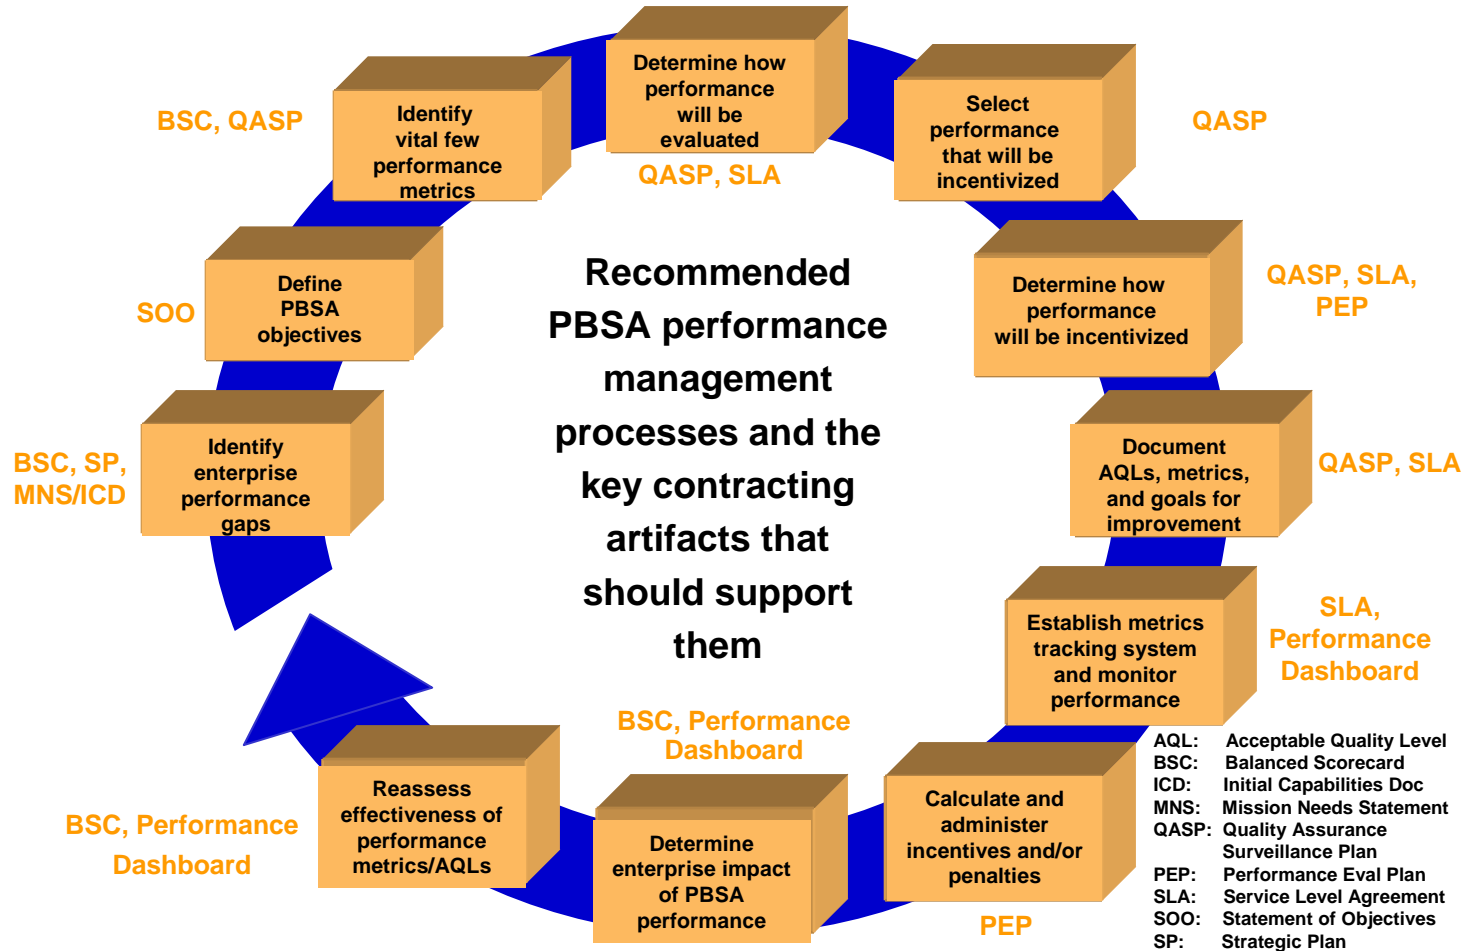 Determine how
performance
will be
evaluated
QASP, SLA
Select
performance
that will be
incentivized
QASP
Determine how
performance
will be incentivized
QASP, SLA,
PEP
Document
AQLs, metrics,
and goals for
improvement
QASP, SLA
Establish metrics
tracking system
and monitor
performance
SLA,
Performance
Dashboard
Calculate and
administer
incentives and/or
penalties
PEP
Determine
enterprise impact
of PBSA
performance
BSC, Performance
Dashboard
Reassess
effectiveness of
performance
metrics/AQLs
BSC, Performance
Dashboard
Identify
enterprise
performance
gaps
BSC, SP,
MNS/ICD
Define
PBSA
objectives
SOO
Identify
vital few
performance
metrics
BSC, QASP
Recommended
PBSA performance
management
processes and the
key contracting
artifacts that
should support
them
AQL: Acceptable Quality Level
BSC: Balanced Scorecard
ICD: Initial Capabilities Doc
MNS: Mission Needs Statement
QASP: Quality Assurance
Surveillance Plan
PEP: Performance Eval Plan
SLA: Service Level Agreement
SOO: Statement of Objectives
SP: Strategic Plan